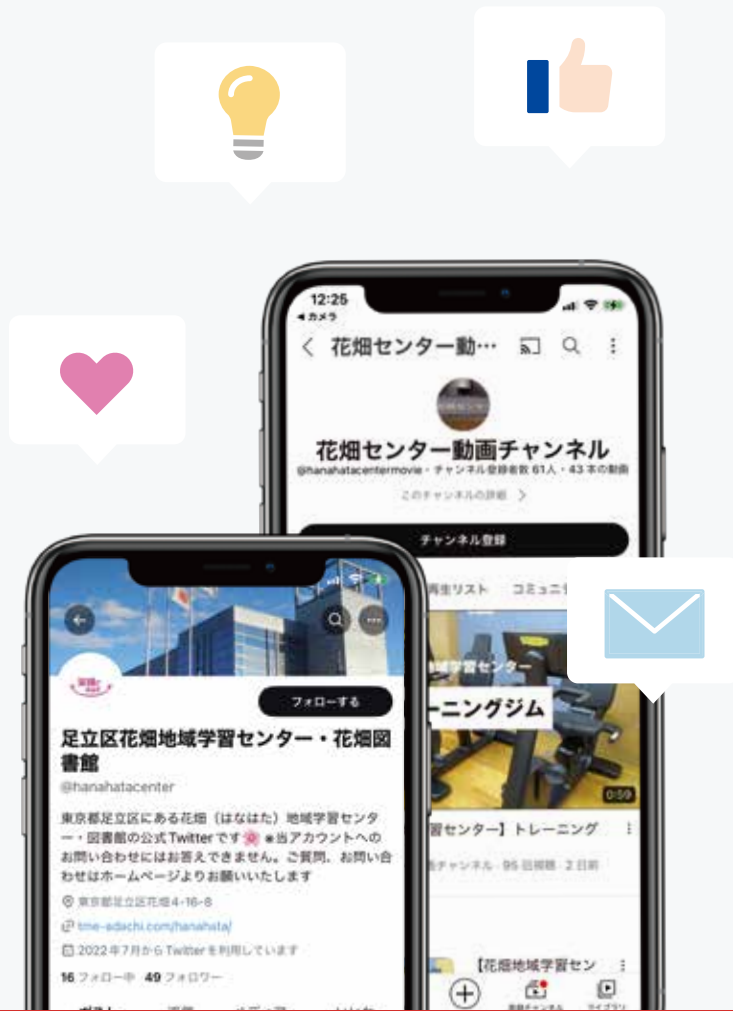 12:25
◀カメラ
花畑センター動…
花畑センター動画チャンネル
@hanahatacentermovie・チャンネル登録者数 61人・43 本の動画
このチャンネルの詳細
チャンネル登録
再生リスト
コミュニ
学習センター
ーニングジム
0:59
習センター】トレーニング
チャンネル・95 回視聴・2 日前
【花畑地域学習セン
フォローする
足立区花畑地域学習センター・花畑図
書館
@hanahatacenter
東京都足立区にある花畑（はなはた）地域学習センタ
ー・図書館の公式Twitterです🌸 ※当アカウントへの
お問い合わせにはお答えできません。ご質問、お問い合
わせはホームページよりお願いいたします
東京都足立区花畑4-16-8
tme-adachi.com/hanahata/
2022年7月からTwitterを利用しています
16 フォロー中 49 フォロワー